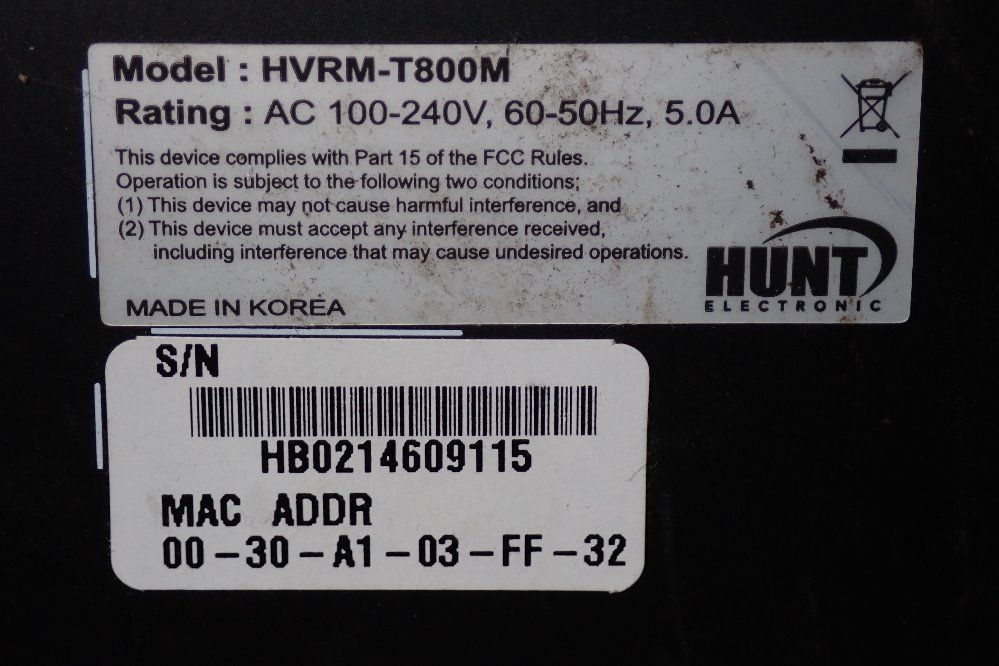 Model : HVRM-T800M
Rating : AC 100-240V, 60-50Hz, 5.0A
This device complies with Part 15 of the FCC Rules.
Operation is subject to the following two conditions;
(1) This device may not cause harmful interference, and
(2) This device must accept any interference received,
including interference that may cause undesired operations.
HUNT
ELECTRONIC
MADE IN KOREA
S/N
HB0214609115
MAC ADDR
00-30-A1-03-FF-32